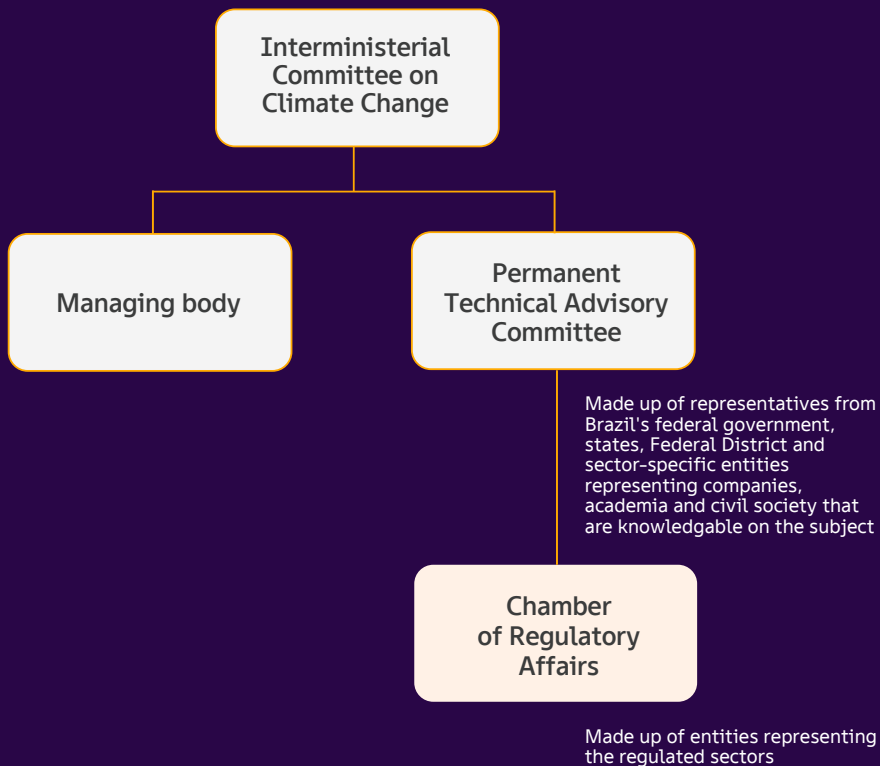 Interministerial
Committee on
Climate Change
Managing body
Permanent
Technical Advisory
Committee
Made up of representatives from
Brazil's federal government,
states, Federal District and
sector-specific entities
representing companies,
academia and civil society that
are knowledgable on the subject
Chamber
of Regulatory
Affairs
Made up of entities representing
the regulated sectors